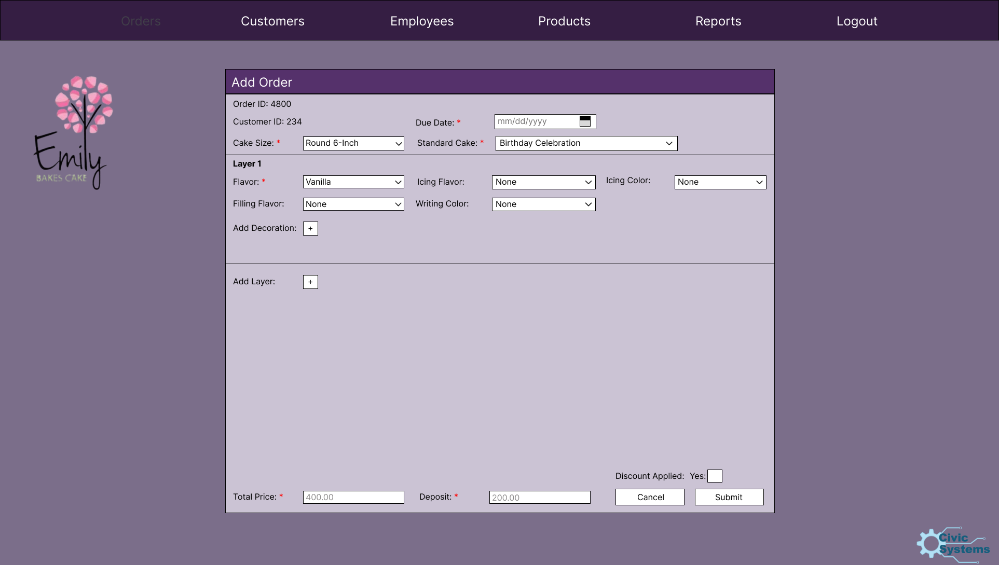 Orders Customers Employees Products Reports Logout
Emily
BAKES CAKE
Add Order
Order ID: 4800
Customer ID: 234 Due Date: * mm/dd/yyyy
Cake Size: * Round 6-Inch Standard Cake: * Birthday Celebration
Layer 1
Flavor: * Vanilla Icing Flavor: None Icing Color: None
Filling Flavor: None Writing Color: None
Add Decoration: +
Add Layer: +
Discount Applied: Yes:
Total Price: * 400.00 Deposit: * 200.00 Cancel Submit
Civic
Systems